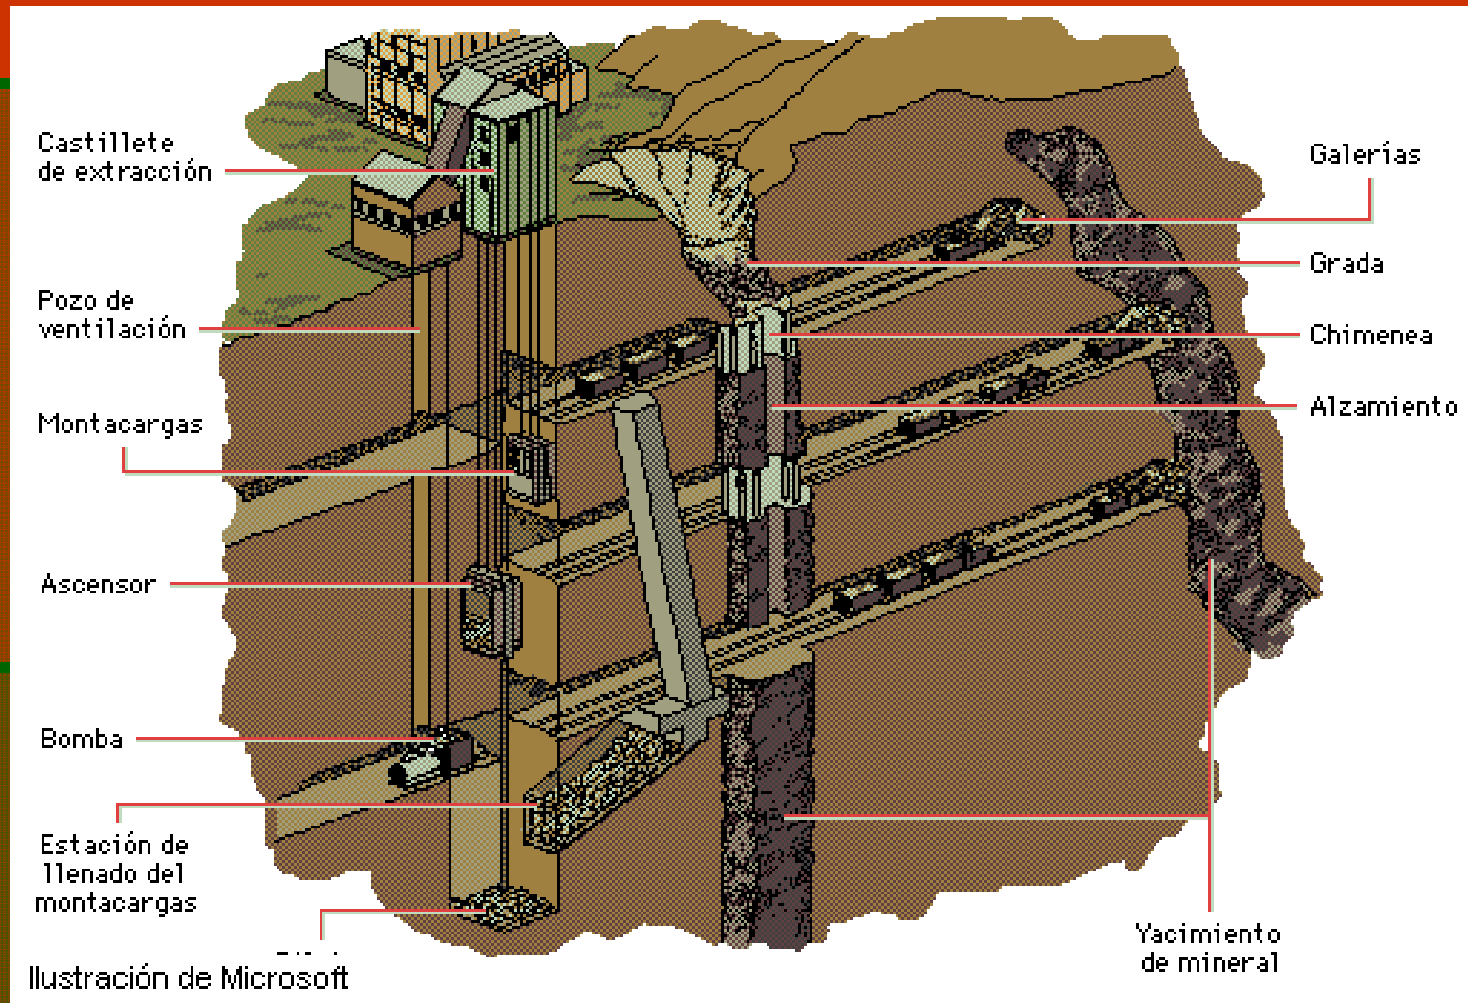 Castillete
de extracción
Pozo de
ventilación
Montacargas
Ascensor
Bomba
Estación de
llenado del
montacargas
Ilustración de Microsoft
Galerías
Grada
Chimenea
Alzamiento
Yacimiento
de mineral